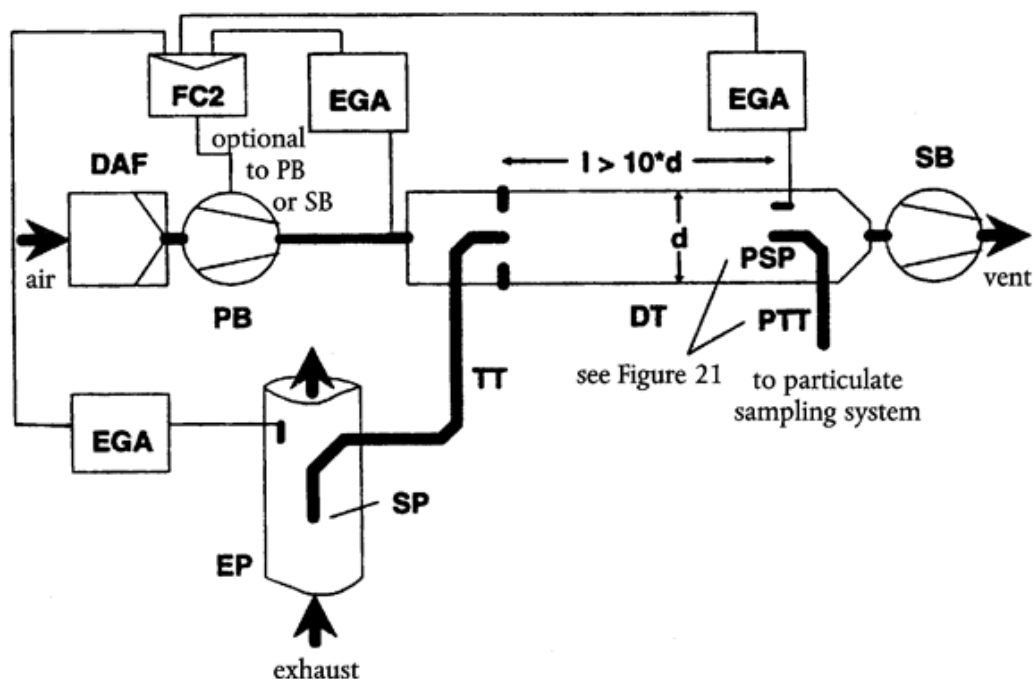 FC2
EGA
EGA
optional
to PB
or SB
DAF
l > 10*d
SB
air
d
PSP
vent
PB
DT
PTT
TT
see Figure 21
to particulate
sampling system
EGA
SP
EP
exhaust